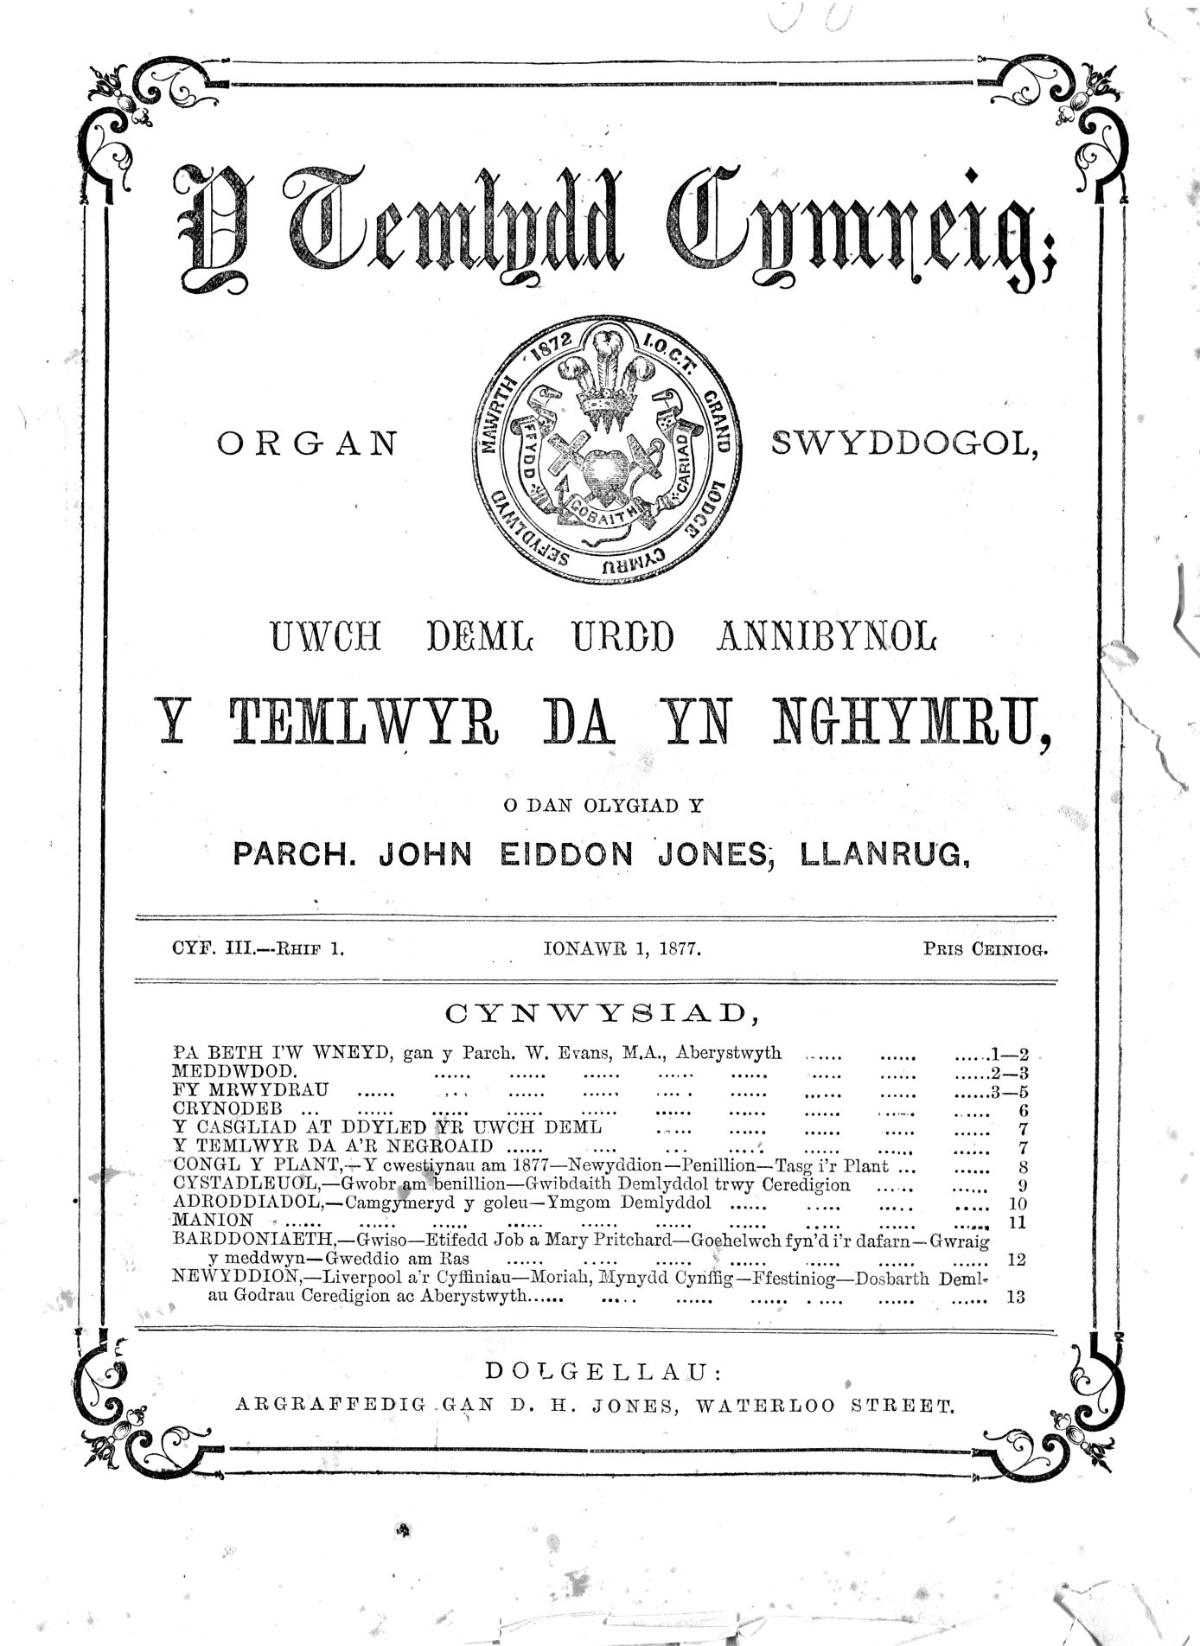 Y Temlydd Cymreig;
MAWRTH 1872 I.O.G.T. GRAND LODGE CYMRU SEFYDLWYD
FFYDD GOBAITH CARIAD
ORGAN SWYDDOGOL,
UWCH DEML URDD ANNIBYNOL
Y TEMLWYR DA YN NGHYMRU,
O DAN OLYGIAD Y
PARCH. JOHN EIDDON JONES, LLANRUG,
CYF. III.—RHIF 1. IONAWR 1, 1877. PRIS CEINIOG.
CYNWYSIAD,
PA BETH I'W WNEYD, gan y Parch. W. Evans, M.A., Aberystwyth ...... ...... ......1—2
MEDDWDOD. ...... ...... ...... ...... ...... ...... ...... ......2—3
FY MRWYDRAU ...... ... ...... ...... .... ...... ...... ...... ......3—5
CRYNODEB ... ...... ...... ...... ...... ...... ...... ...... ...... ...... 6
Y CASGLIAD AT DDYLED YR UWCH DEML ...... ...... ...... ...... ...... 7
Y TEMLWYR DA A'R NEGROAID ...... .... ... ...... ...... ...... ...... 7
CONGL Y PLANT,—Y cwestiynau am 1877—Newyddion—Penillion—Tasg i'r Plant ... ...... 8
CYSTADLEUOL,—Gwobr am benillion—Gwibdaith Demlyddol trwy Ceredigion ...... ...... 9
ADRODDIADOL,—Camgymeryd y goleu—Ymgom Demlyddol ...... ..... ..... ...... 10
MANION ...... ...... ...... ...... ...... ...... ...... ...... ...... ...... 11
BARDDONIAETH,—Gwiso—Etifedd Job a Mary Pritchard—Goehelwch fyn'd i'r dafarn—Gwraig
y meddwyn—Gweddio am Ras ...... ..... ...... ...... ...... ...... ...... 12
NEWYDDION,—Liverpool a'r Cyffiniau—Moriah, Mynydd Cynffig—Ffestiniog—Dosbarth Deml-
au Godrau Ceredigion ac Aberystwyth...... ..... ...... ...... ..... ...... ...... 13
DOLGELLAU:
ARGRAFFEDIG GAN D. H. JONES, WATERLOO STREET.